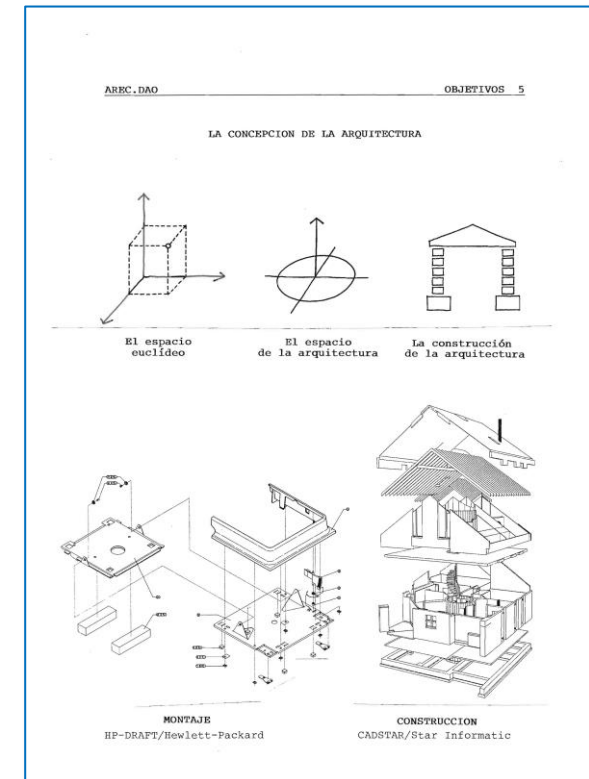 AREC.DAO OBJETIVOS 5
LA CONCEPCION DE LA ARQUITECTURA
El espacio
euclídeo
El espacio
de la arquitectura
La construcción
de la arquitectura
MONTAJE
HP-DRAFT/Hewlett-Packard
CONSTRUCCION
CADSTAR/Star Informatic